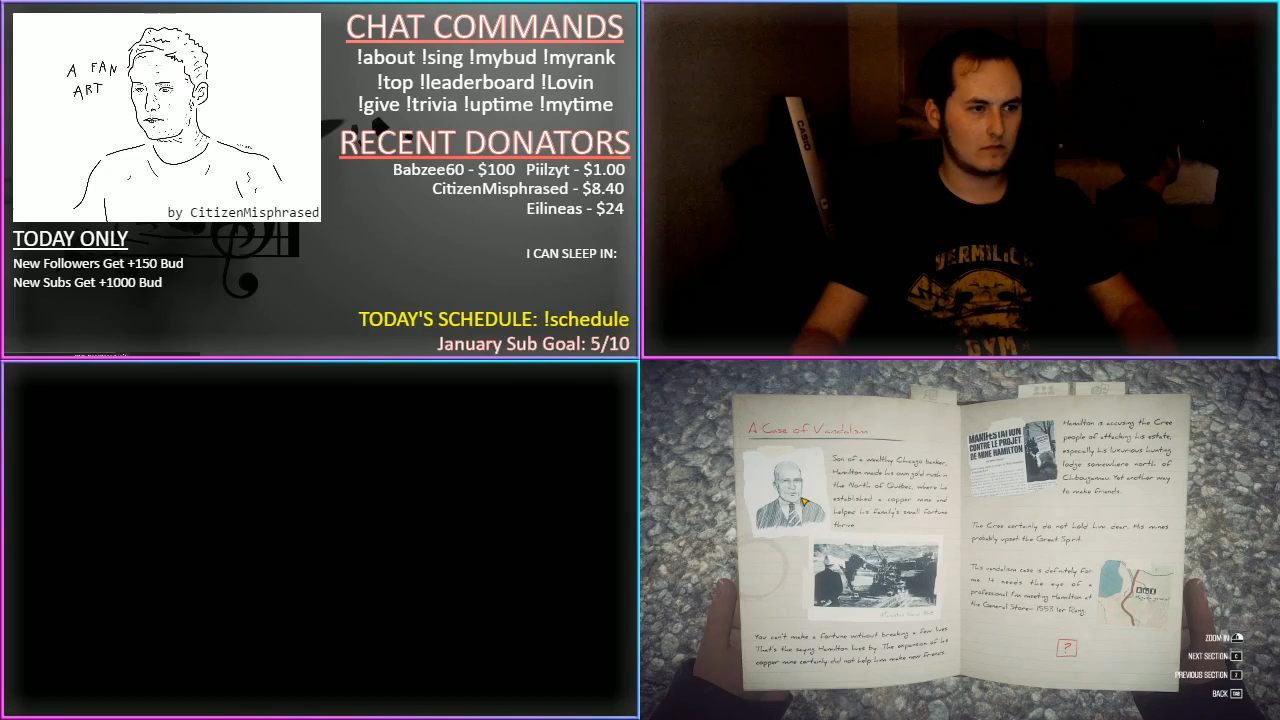 A FAN
ART
by CitizenMisphrased
CHAT COMMANDS
!about !sing !mybud !myrank
!top !leaderboard !Lovin
!give !trivia !uptime !mytime
RECENT DONATORS
Babzee60 - $100 Piilzyt - $1.00
CitizenMisphrased - $8.40
Eilineas - $24
I CAN SLEEP IN:
TODAY ONLY
New Followers Get +150 Bud
New Subs Get +1000 Bud
TODAY'S SCHEDULE: !schedule
January Sub Goal: 5/10
CASIO
VERMILION
GYM
A Case of Vandalism
Son of a wealthy Chicago banker,
Hamilton made his own gold rush in
the North of Québec, where he
established a copper mine and
helped his family's small fortune
thrive.
You can't make a fortune without breaking a few lives
That's the saying Hamilton lives by. The expansion of his
copper mine certainly did not help him make new friends.
MANIFESTATION
CONTRE LE PROJET
DE MINE HAMILTON
Hamilton is accusing the Cree
people of attacking his estate,
especially his luxurious hunting
lodge somewhere north of
Chibougamau. Yet another way
to make friends.
The Cree certainly do not hold him dear. His mines
probably upset the Great Spirit.
This vandalism case is definitely for
me. It needs the eye of a
professional. I'm meeting Hamilton at
the General Store- 1553 1er Rang.
?
ZOOM IN
NEXT SECTION C
PREVIOUS SECTION Z
BACK TAB